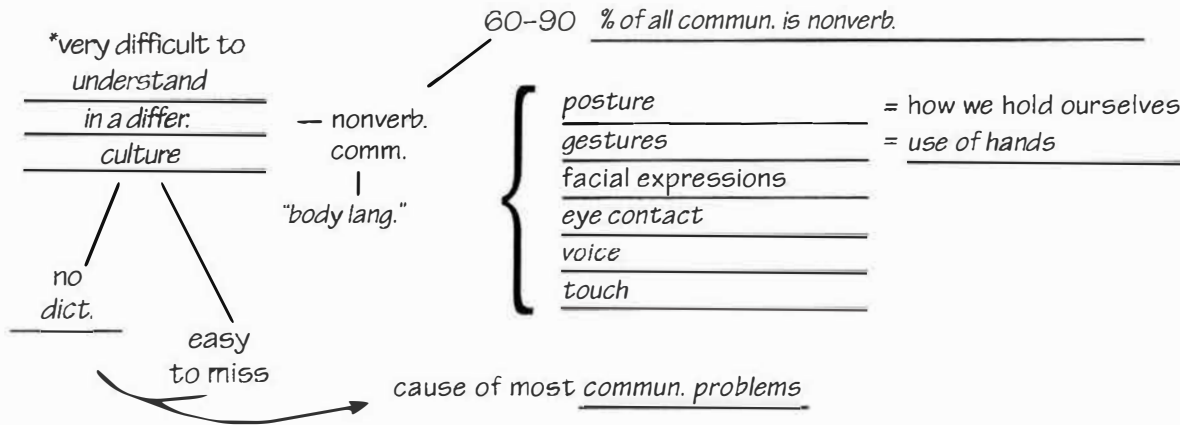 60–90 % of all commun. is nonverb.
*very difficult to
understand
in a differ.
culture
— nonverb.
comm.
"body lang."
posture = how we hold ourselves
gestures = use of hands
facial expressions
eye contact
voice
touch
no
dict.
easy
to miss
cause of most commun. problems